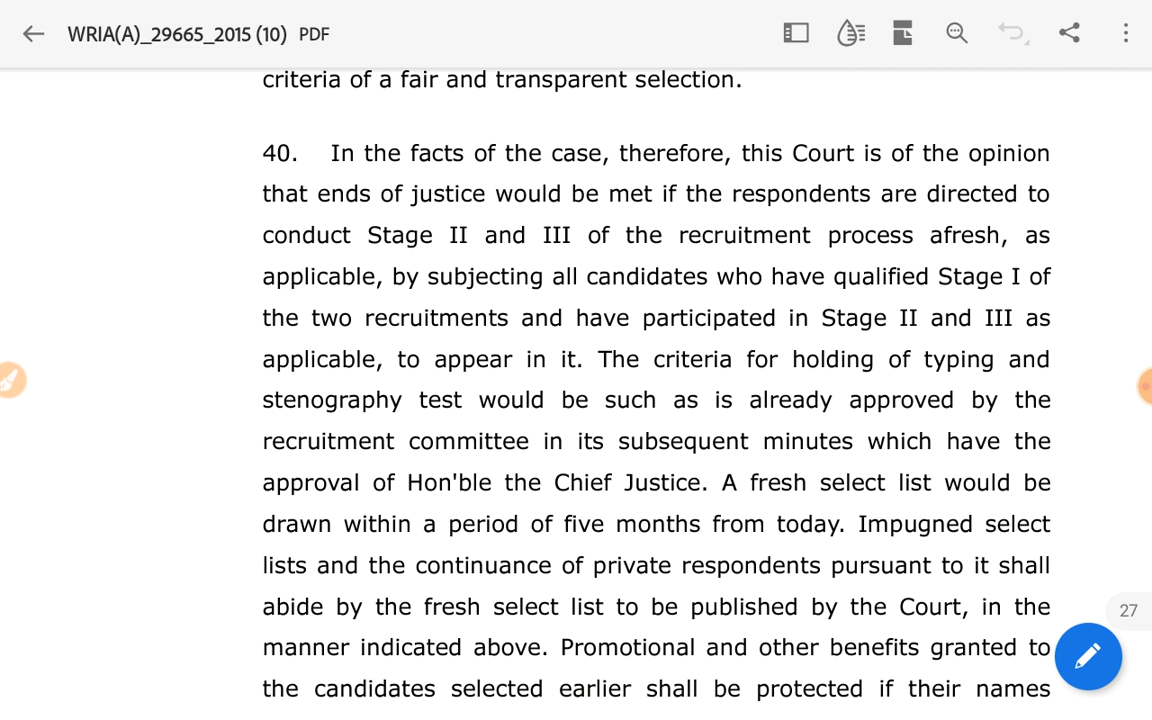 WRIA(A)_29665_2015 (10) PDF
criteria of a fair and transparent selection.
40. In the facts of the case, therefore, this Court is of the opinion
that ends of justice would be met if the respondents are directed to
conduct Stage II and III of the recruitment process afresh, as
applicable, by subjecting all candidates who have qualified Stage I of
the two recruitments and have participated in Stage II and III as
applicable, to appear in it. The criteria for holding of typing and
stenography test would be such as is already approved by the
recruitment committee in its subsequent minutes which have the
approval of Hon'ble the Chief Justice. A fresh select list would be
drawn within a period of five months from today. Impugned select
lists and the continuance of private respondents pursuant to it shall
abide by the fresh select list to be published by the Court, in the
27
manner indicated above. Promotional and other benefits granted to
the candidates selected earlier shall be protected if their names